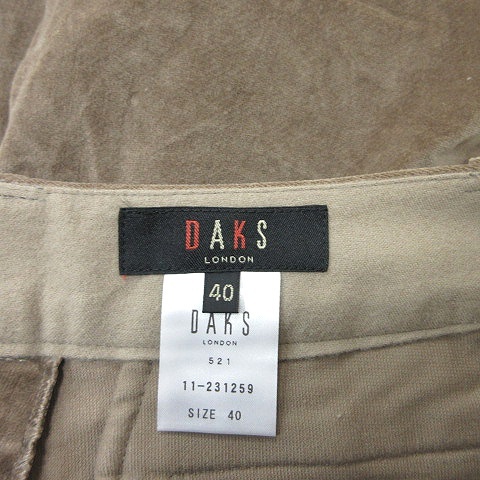 DAKS
LONDON
40
DAKS
LONDON
521
11-231259
SIZE 40